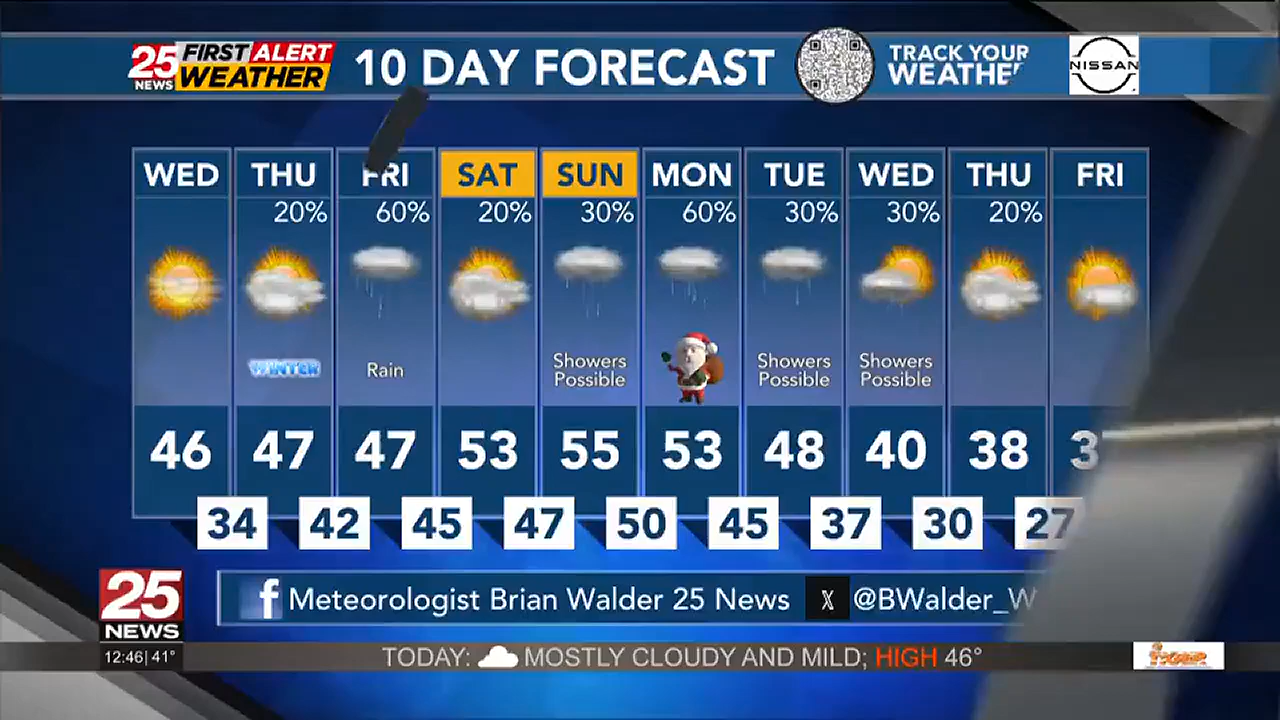 25 NEWS FIRST ALERT WEATHER
10 DAY FORECAST
TRACK YOUR
NISSAN
WED THU FRI SAT SUN MON TUE WED THU FRI
20% 60% 20% 30% 60% 30% 30% 20%
WINTER Rain Showers Possible Showers Possible Showers Possible
46 47 47 53 55 53 48 40 38
34 42 45 47 50 45 37 30 27
25 NEWS
f Meteorologist Brian Walder 25 News X @BWalder_W
12:46| 41° TODAY: MOSTLY CLOUDY AND MILD; HIGH 46°